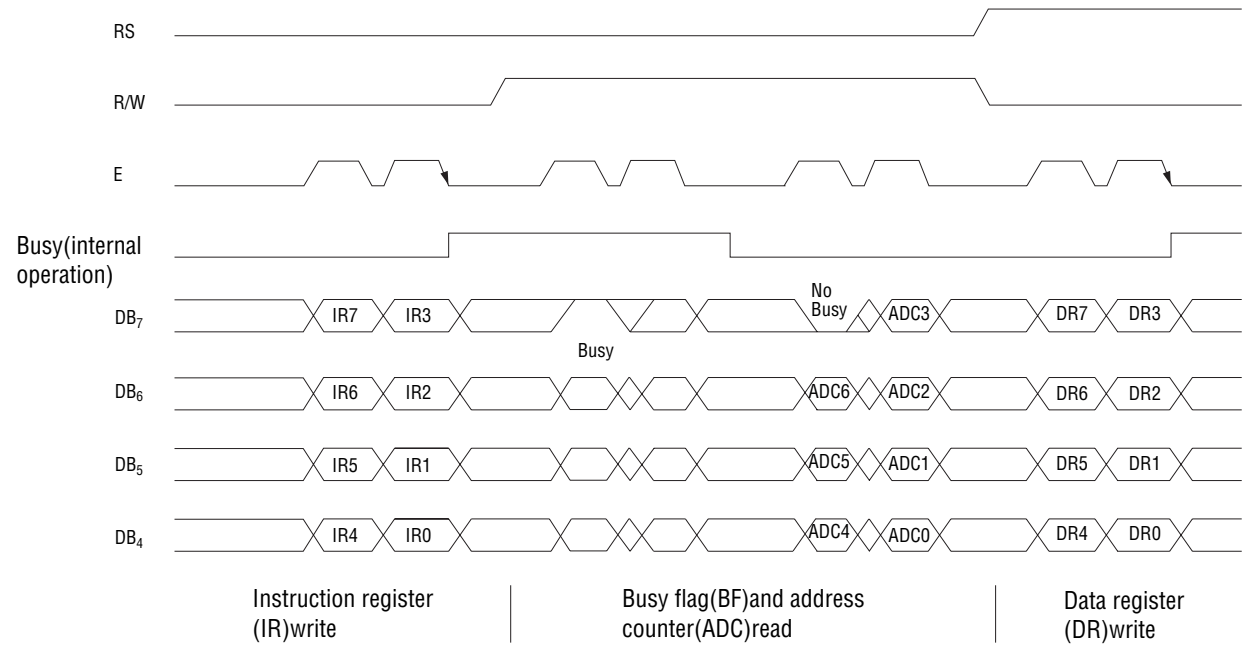 RS
R/W
E
Busy(internal
operation)
DB7 IR7 IR3 No
Busy ADC3 DR7 DR3
Busy
DB6 IR6 IR2 ADC6 ADC2 DR6 DR2
DB5 IR5 IR1 ADC5 ADC1 DR5 DR1
DB4 IR4 IR0 ADC4 ADC0 DR4 DR0
Instruction register
(IR)write
Busy flag(BF)and address
counter(ADC)read
Data register
(DR)write